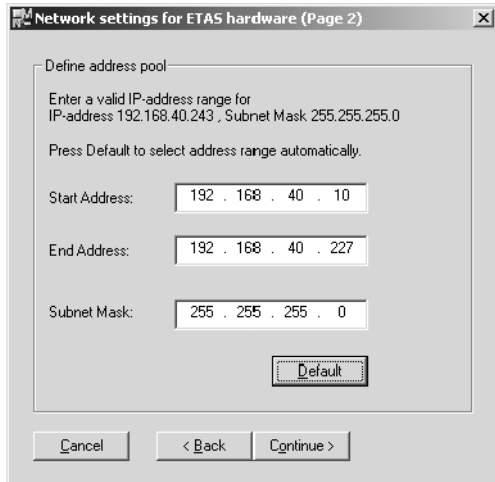 Network settings for ETAS hardware (Page 2)
Define address pool
Enter a valid IP-address range for
IP-address 192.168.40.243 , Subnet Mask 255.255.255.0
Press Default to select address range automatically.
Start Address: 192 . 168 . 40 . 10
End Address: 192 . 168 . 40 . 227
Subnet Mask: 255 . 255 . 255 . 0
Default
Cancel < Back Continue >